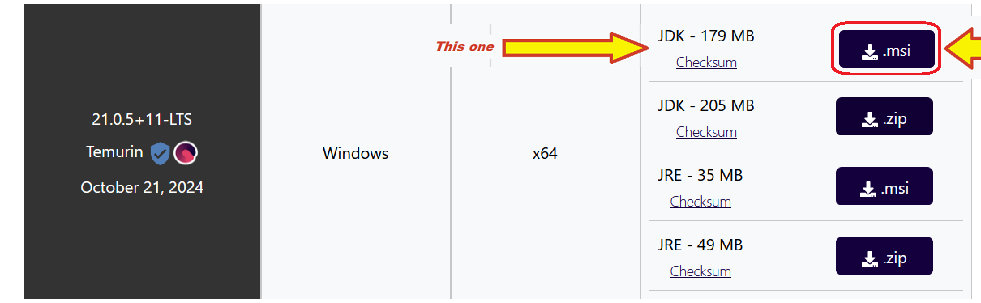 21.0.5+11-LTS
Temurin
October 21, 2024
Windows
x64
This one
JDK - 179 MB
Checksum
.msi
JDK - 205 MB
Checksum
.zip
JRE - 35 MB
Checksum
.msi
JRE - 49 MB
Checksum
.zip